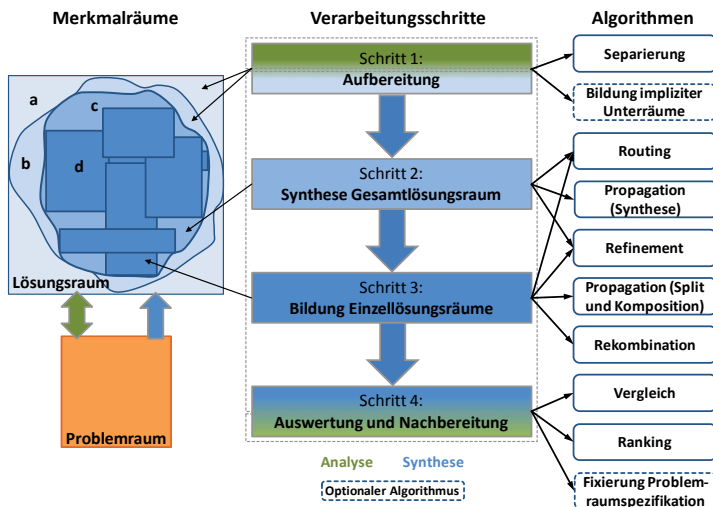 Merkmalräume
Verarbeitungsschritte
Algorithmen
a
c
b
d
Lösungsraum
Problemraum
Schritt 1:
Aufbereitung
Schritt 2:
Synthese Gesamtlösungsraum
Schritt 3:
Bildung Einzellösungsräume
Schritt 4:
Auswertung und Nachbereitung
Analyse
Synthese
Optionaler Algorithmus
Separierung
Bildung impliziter
Unterräume
Routing
Propagation
(Synthese)
Refinement
Propagation (Split
und Komposition)
Rekombination
Vergleich
Ranking
Fixierung Problem-
raumspezifikation